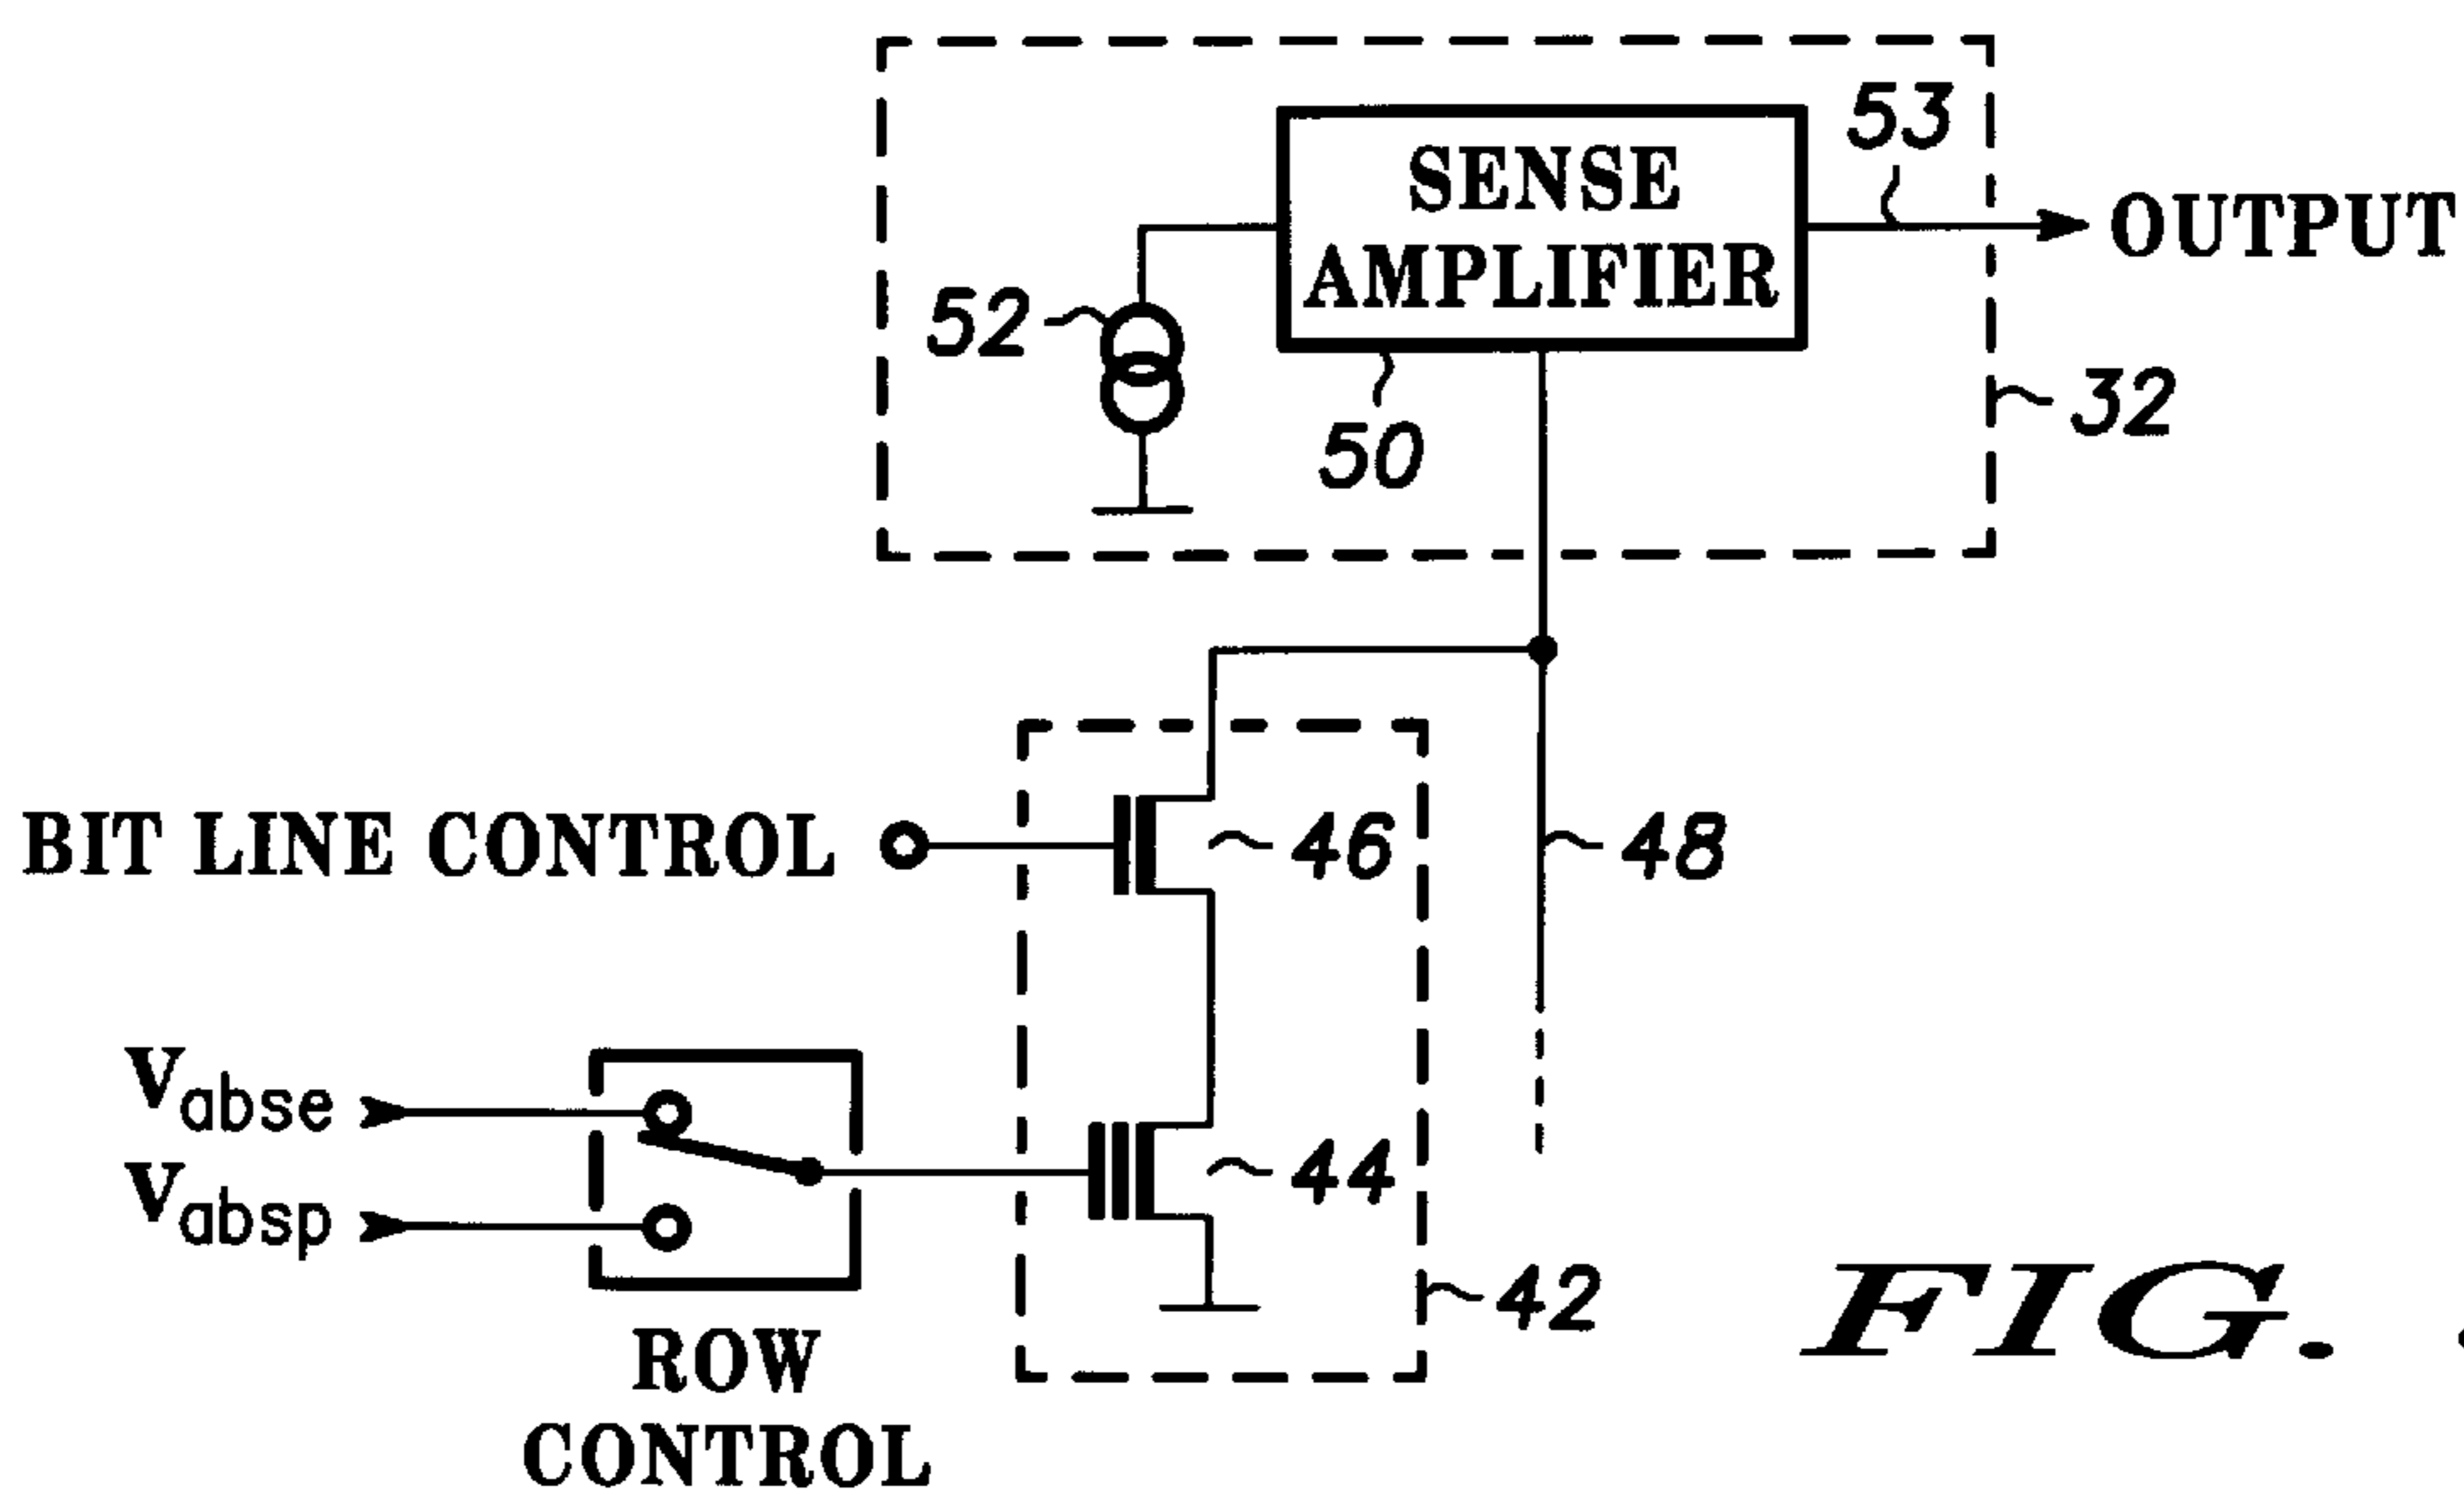 53
SENSE
AMPLIFIER
OUTPUT
52
32
50
BIT LINE CONTROL
46
48
Vabse
44
Vabsp
42
ROW
CONTROL
FIG.